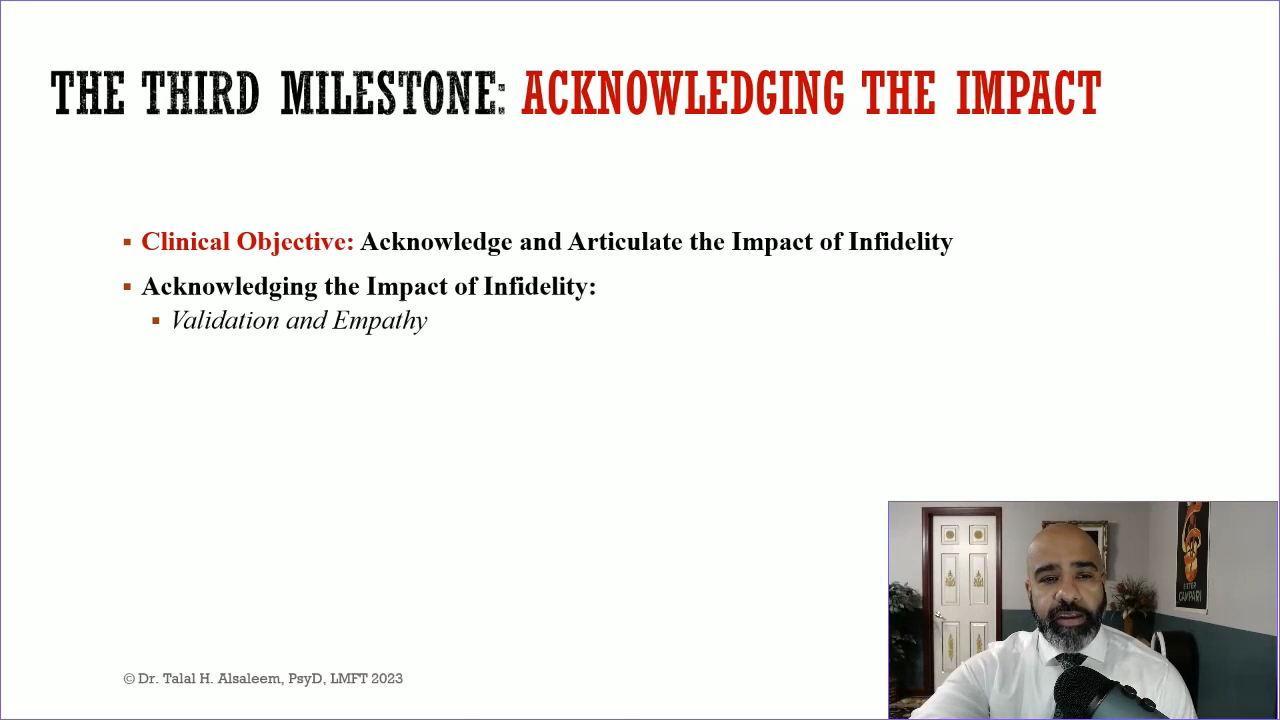 THE THIRD MILESTONE: ACKNOWLEDGING THE IMPACT
▪ Clinical Objective: Acknowledge and Articulate the Impact of Infidelity
▪ Acknowledging the Impact of Infidelity:
▪ Validation and Empathy
BITTER
CAMPARI
© Dr. Talal H. Alsaleem, PsyD, LMFT 2023